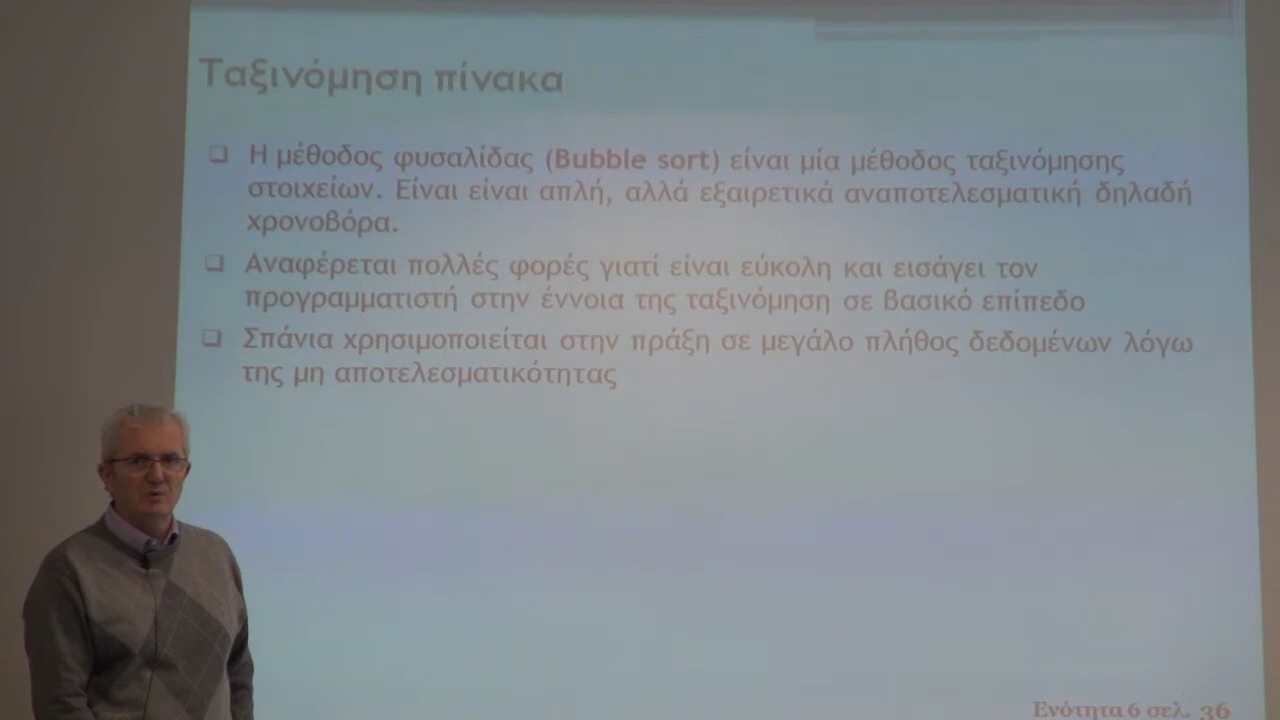 Ταξινόμηση πίνακα
Η μέθοδος φυσαλίδας (Bubble sort) είναι μία μέθοδος ταξινόμησης
στοιχείων. Είναι είναι απλή, αλλά εξαιρετικά αναποτελεσματική δηλαδή
χρονοβόρα.
Αναφέρεται πολλές φορές γιατί είναι εύκολη και εισάγει τον
προγραμματιστή στην έννοια της ταξινόμηση σε βασικό επίπεδο
Σπάνια χρησιμοποιείται στην πράξη σε μεγάλο πλήθος δεδομένων λόγω
της μη αποτελεσματικότητας
Ενότητα 6 σελ. 36